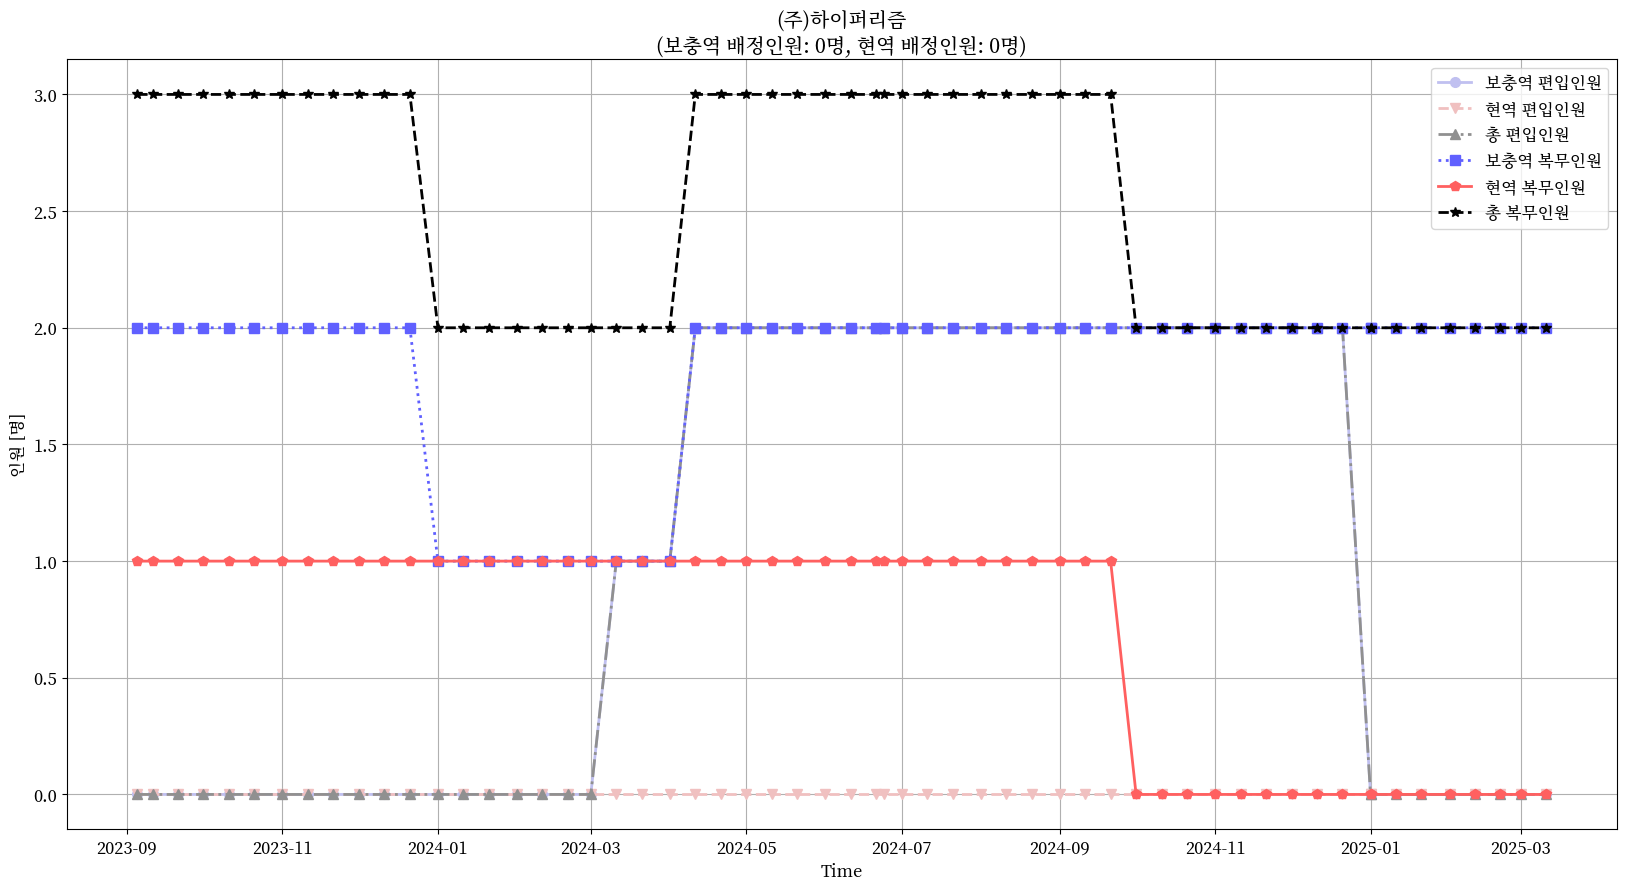 (주)하이퍼리즘
(보충역 배정인원: 0명, 현역 배정인원: 0명)
보충역 편입인원
현역 편입인원
총 편입인원
보충역 복무인원
현역 복무인원
총 복무인원
인원 [명]
3.0
2.5
2.0
1.5
1.0
0.5
0.0
2023-09 2023-11 2024-01 2024-03 2024-05 2024-07 2024-09 2024-11 2025-01 2025-03
Time